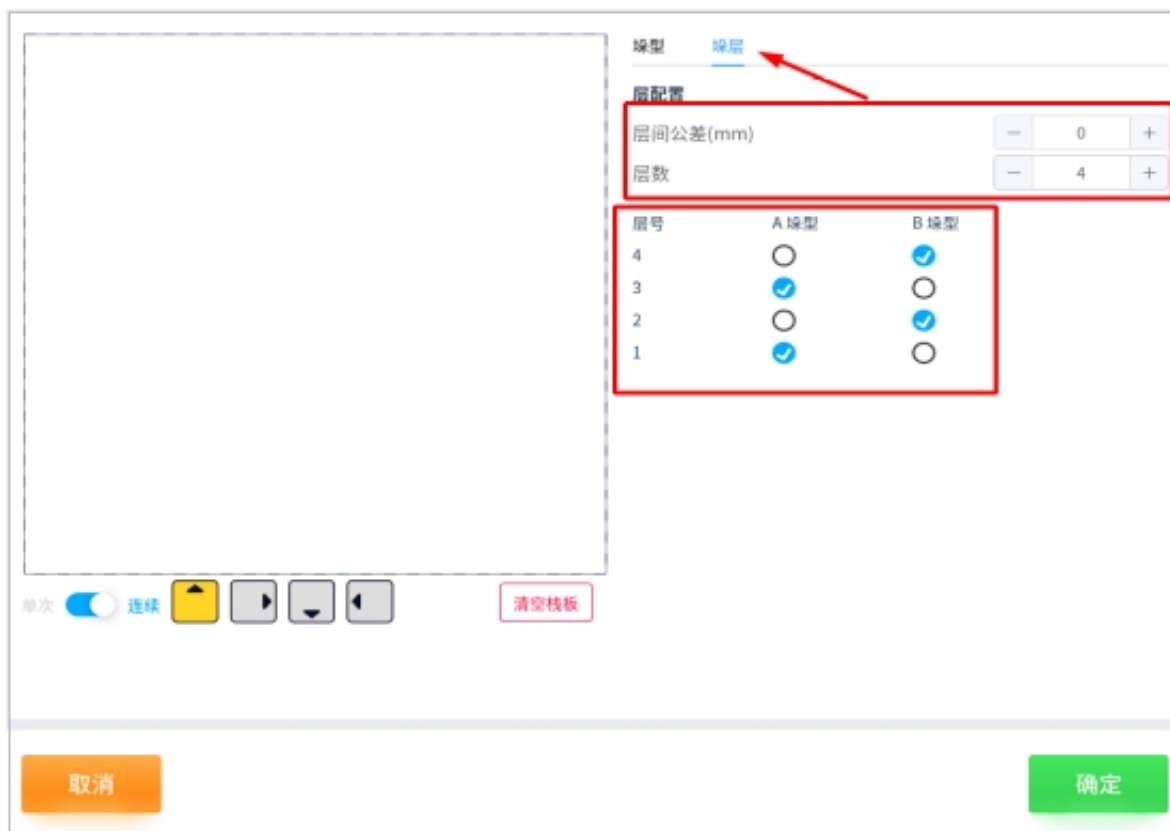 垛型 垛层
层配置
层间公差(mm) － 0 +
层数 － 4 +
层号 A 垛型 B 垛型
4
3
2
1
单次 连续 清空栈板
取消 确定